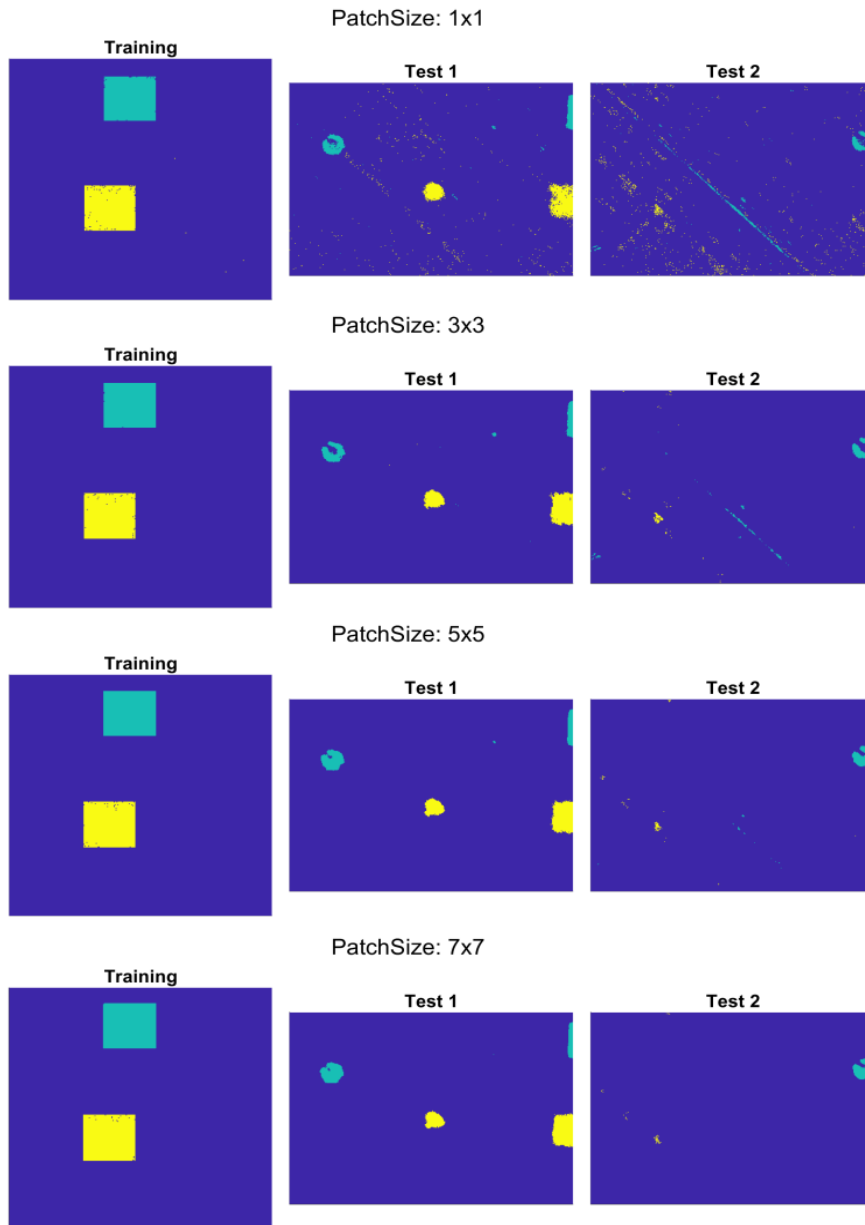 PatchSize: 1x1
Training
Test 1
Test 2
PatchSize: 3x3
Training
Test 1
Test 2
PatchSize: 5x5
Training
Test 1
Test 2
PatchSize: 7x7
Training
Test 1
Test 2